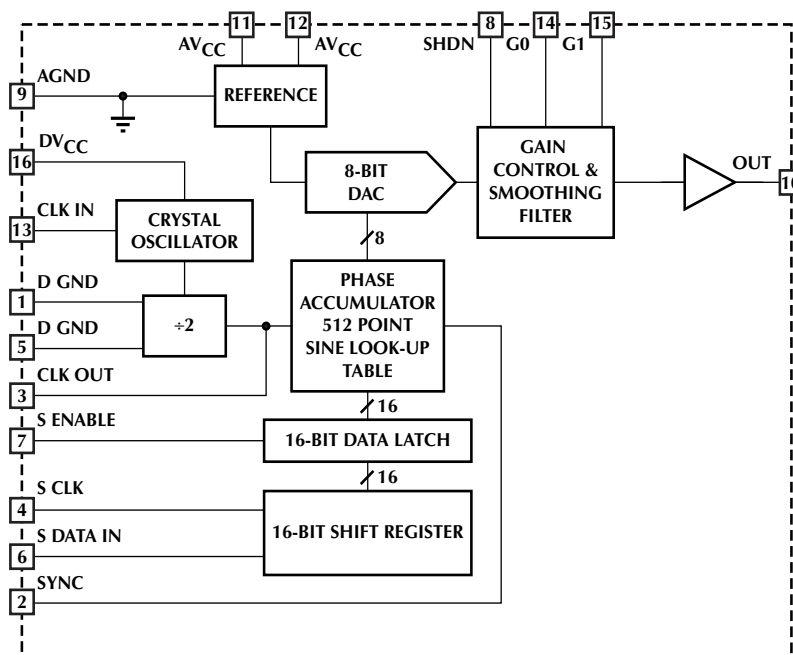 11
12
8
14
15
AVCC
AVCC
SHDN
G0
G1
9
AGND
REFERENCE
16
DVCC
8-BIT
DAC
GAIN
CONTROL &
SMOOTHING
FILTER
OUT
13
CLK IN
CRYSTAL
OSCILLATOR
8
1
D GND
5
D GND
÷2
PHASE
ACCUMULATOR
512 POINT
SINE LOOK-UP
TABLE
3
CLK OUT
16
7
S ENABLE
16-BIT DATA LATCH
16
4
S CLK
6
S DATA IN
16-BIT SHIFT REGISTER
2
SYNC